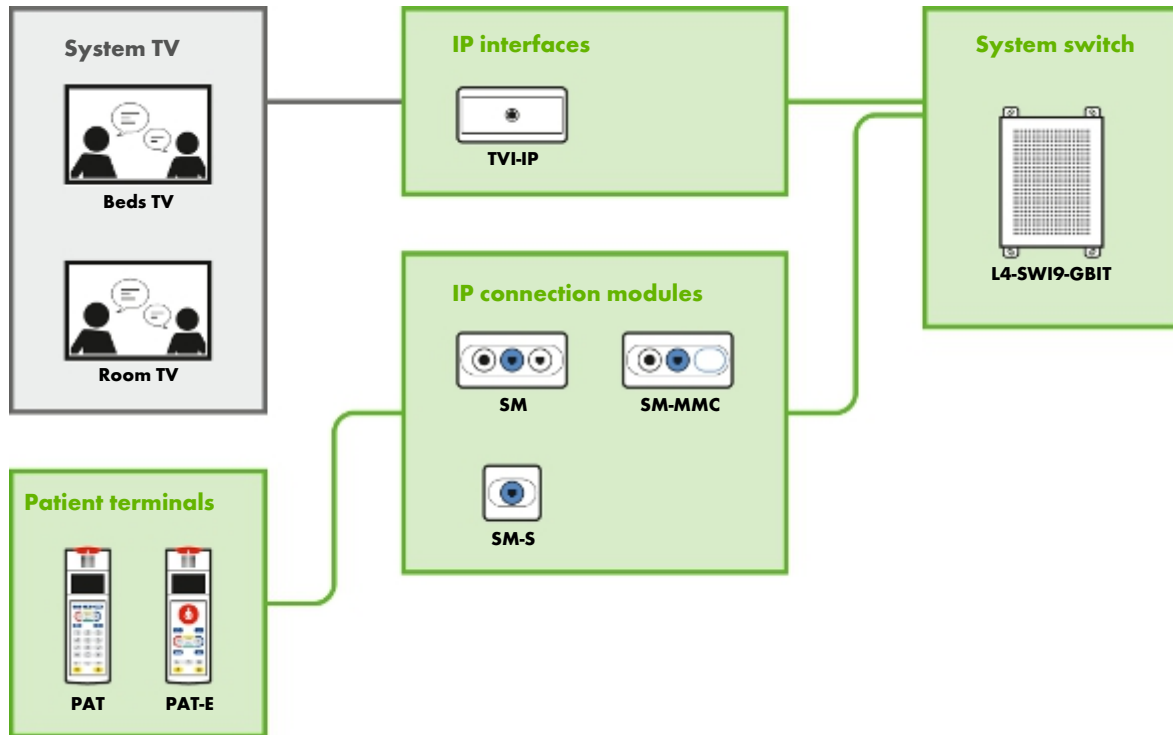 System TV
Beds TV
Room TV
IP interfaces
TVI-IP
System switch
L4-SWI9-GBIT
IP connection modules
SM
SM-MMC
SM-S
Patient terminals
PAT
PAT-E